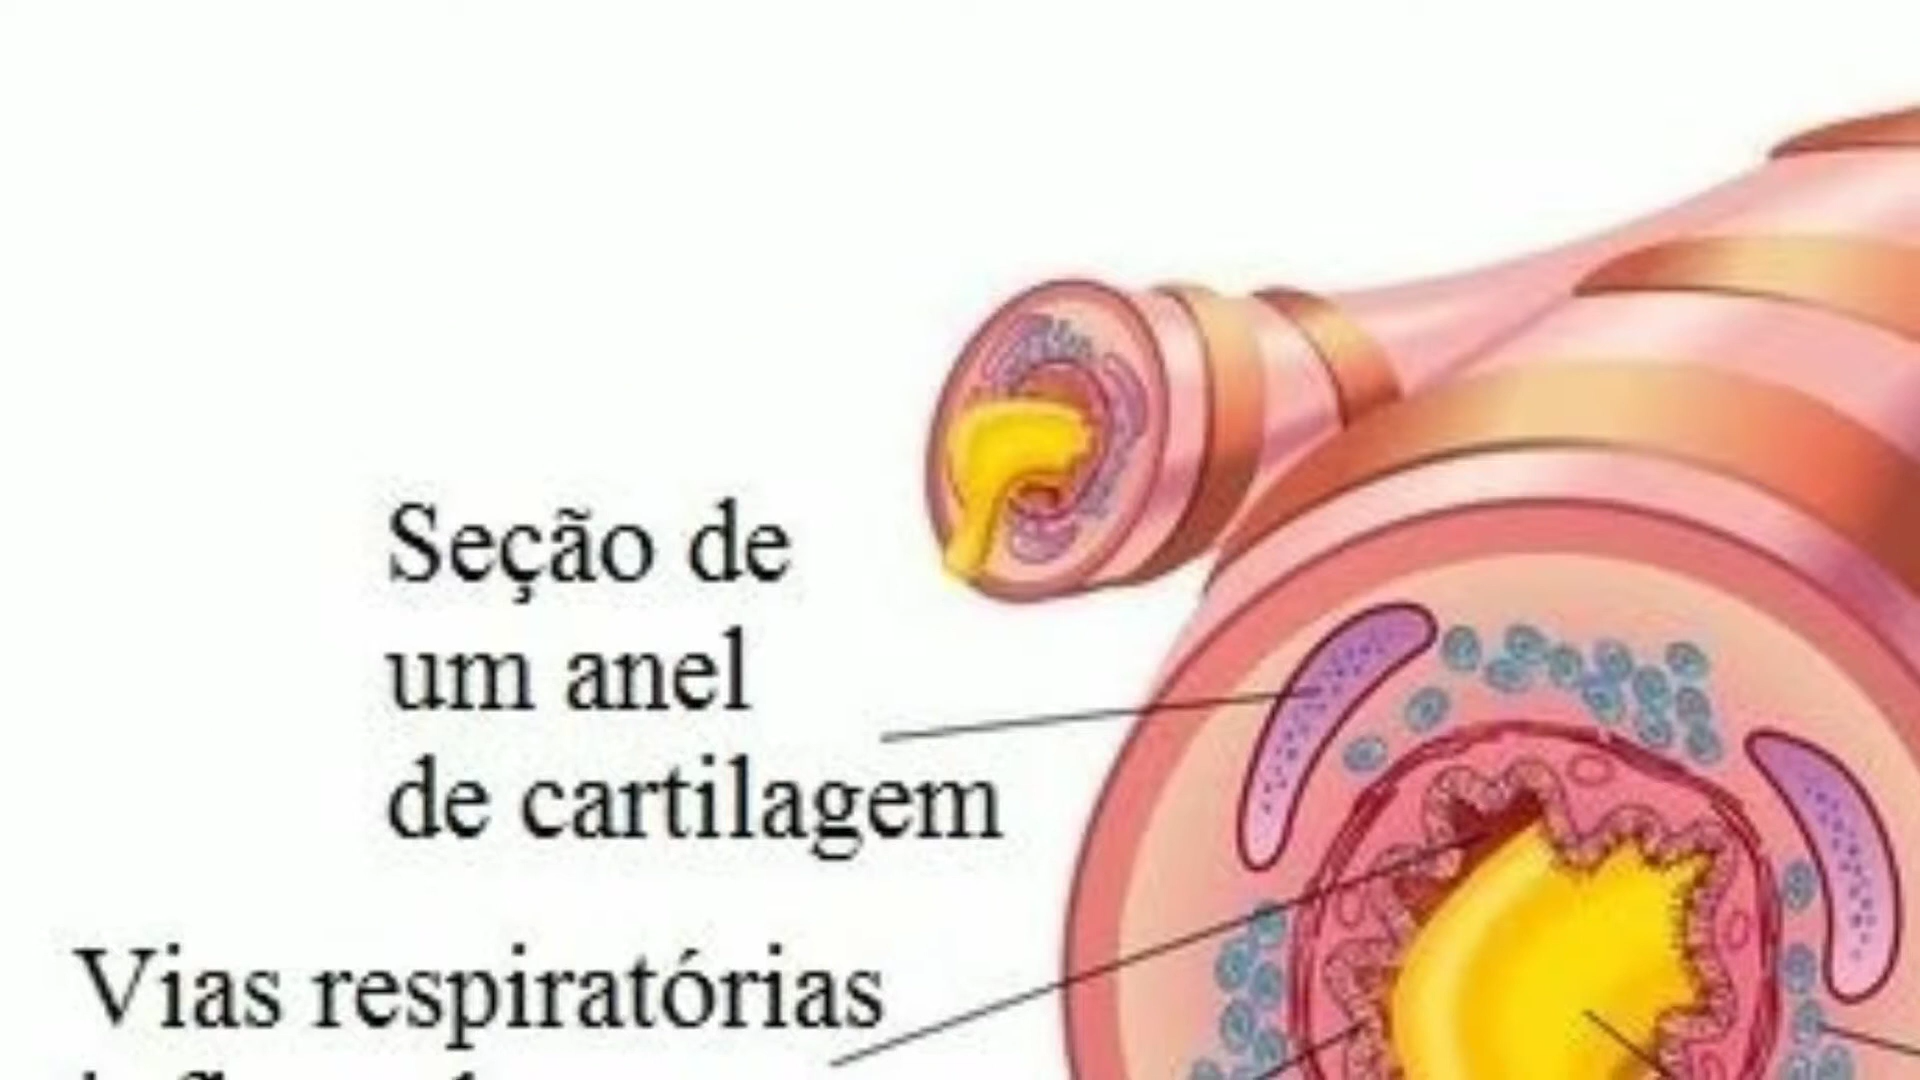 Seção de
um anel
de cartilagem
Vias respiratórias